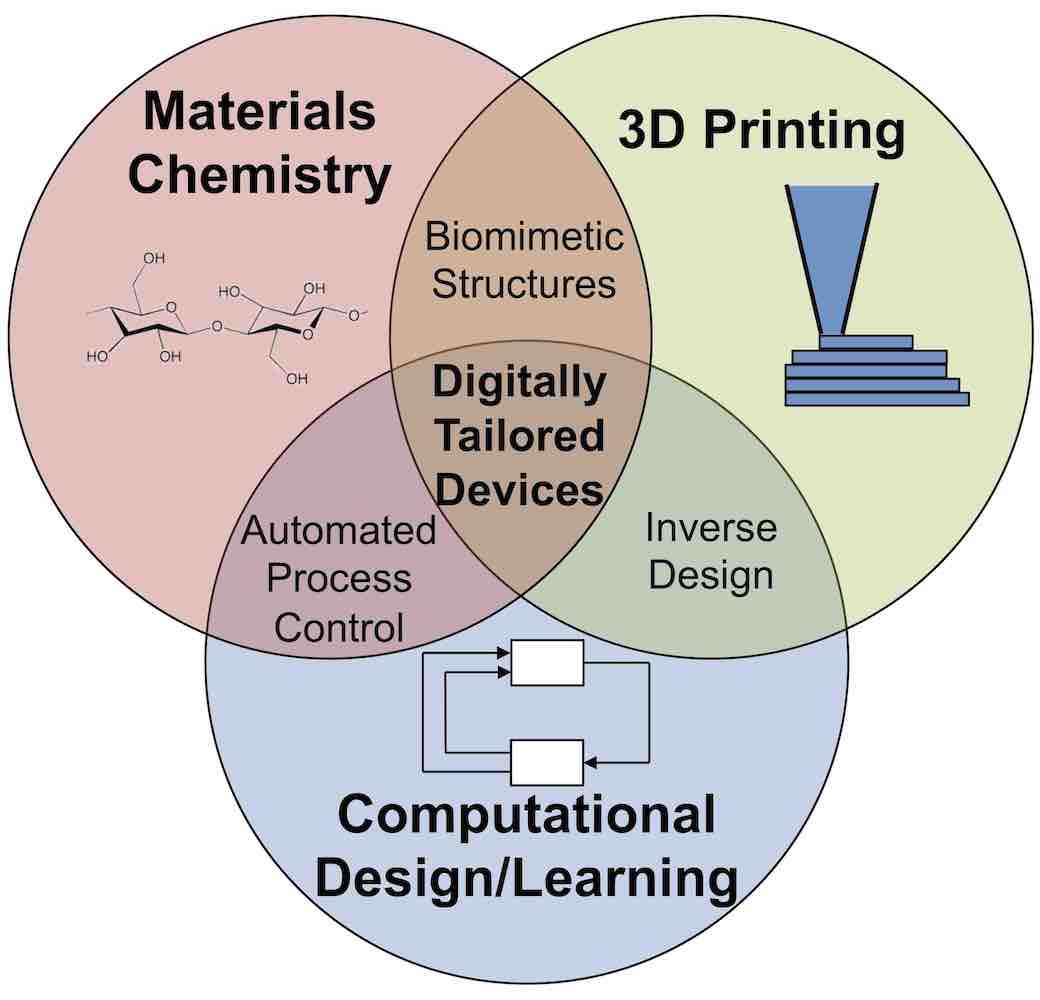 Materials
Chemistry
3D Printing
Biomimetic
Structures
OH
O
HO
OH
O
HO
OH
O
O
OH
Digitally
Tailored
Devices
Automated
Process
Control
Inverse
Design
Computational
Design/Learning